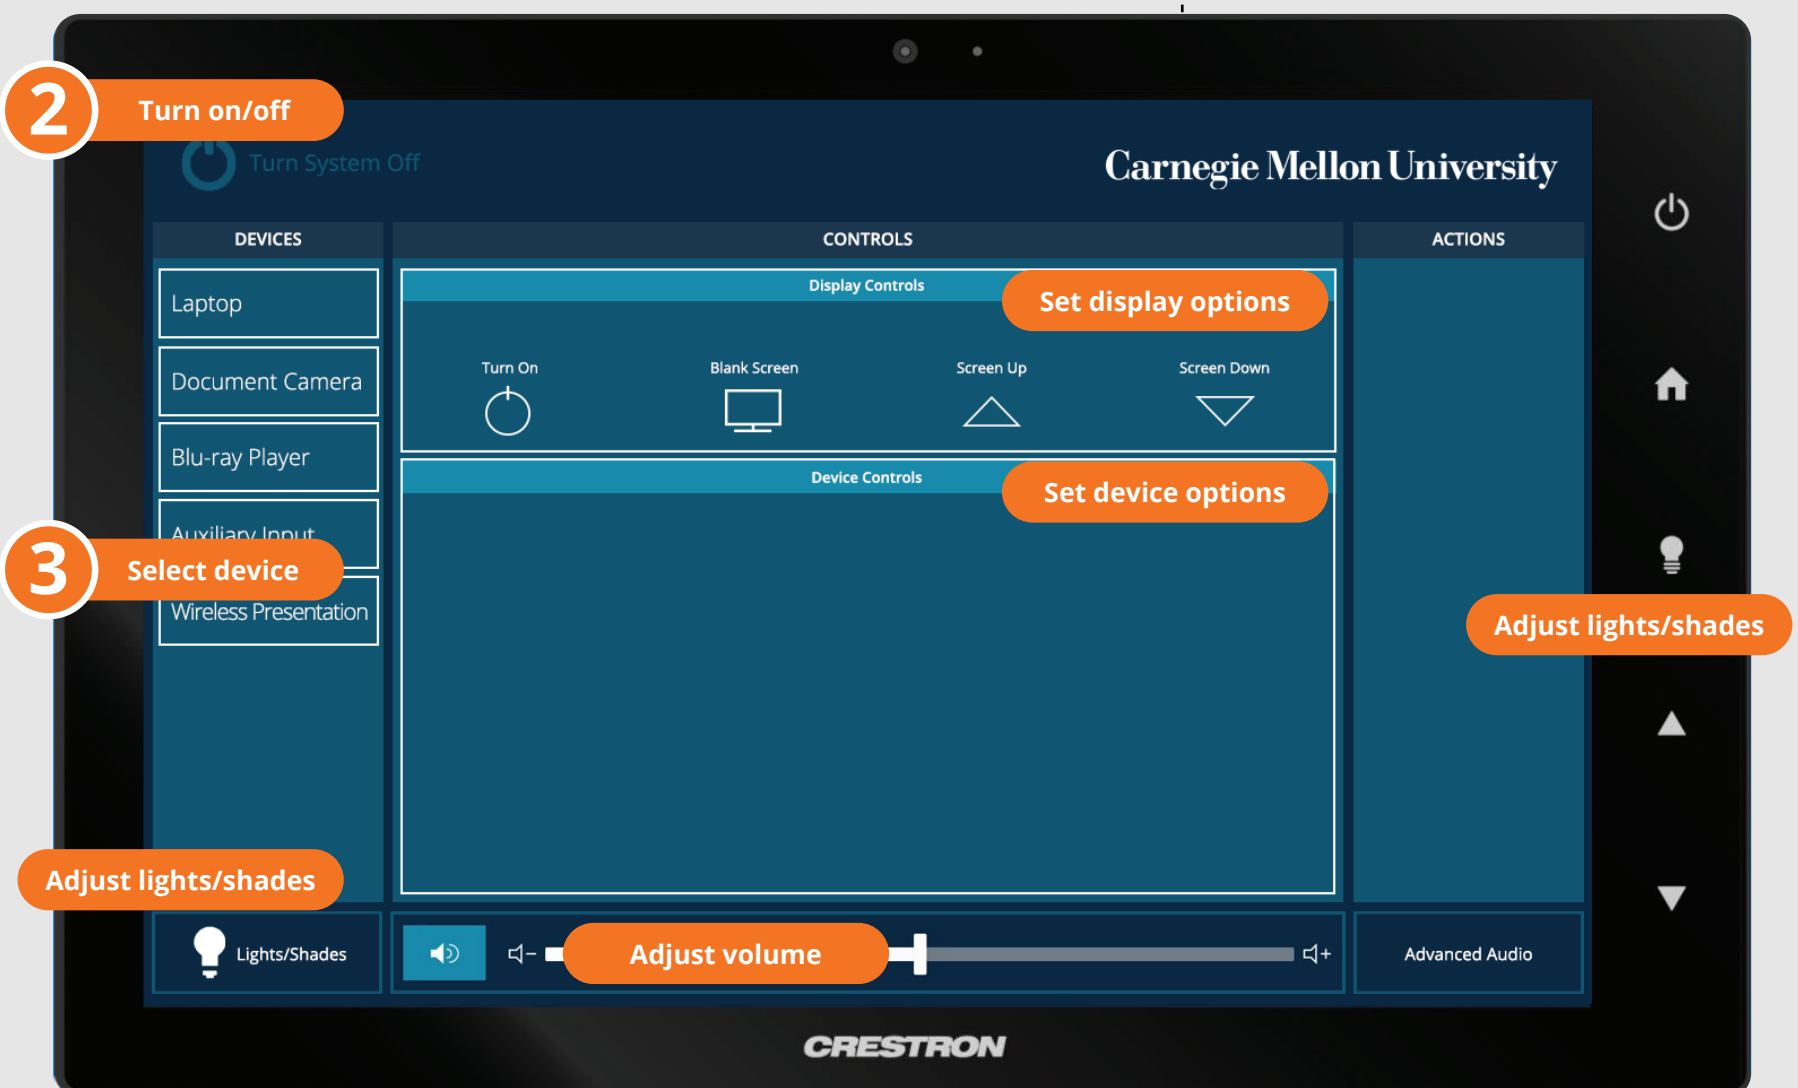 2
Turn on/off
Turn System Off
Carnegie Mellon University
DEVICES
CONTROLS
ACTIONS
Laptop
Document Camera
Blu-ray Player
Auxiliary Input
3
Select device
Wireless Presentation
Display Controls
Set display options
Turn On
Blank Screen
Screen Up
Screen Down
Device Controls
Set device options
Adjust lights/shades
Adjust lights/shades
Lights/Shades
Adjust volume
Advanced Audio
CRESTRON